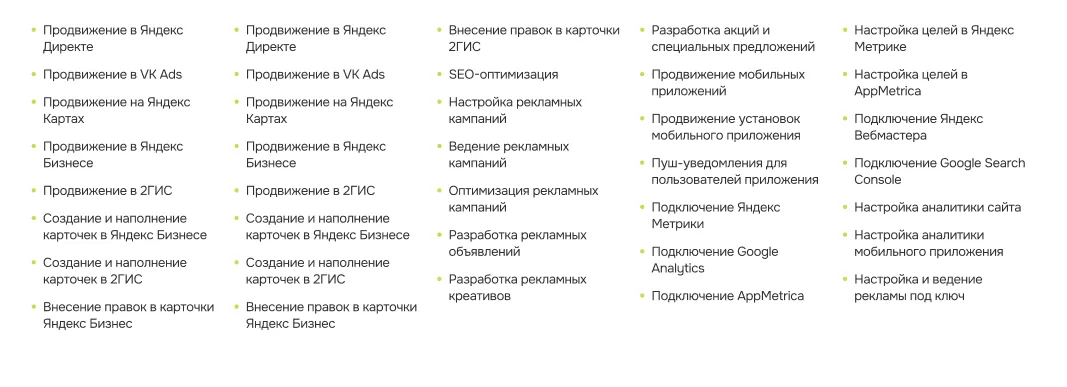 Продвижение в Яндекс
Директе
Продвижение в VK Ads
Продвижение на Яндекс
Картах
Продвижение в Яндекс
Бизнесе
Продвижение в 2ГИС
Создание и наполнение
карточек в Яндекс Бизнесе
Создание и наполнение
карточек в 2ГИС
Внесение правок в карточки
Яндекс Бизнес
Продвижение в Яндекс
Директе
Продвижение в VK Ads
Продвижение на Яндекс
Картах
Продвижение в Яндекс
Бизнесе
Продвижение в 2ГИС
Создание и наполнение
карточек в Яндекс Бизнесе
Создание и наполнение
карточек в 2ГИС
Внесение правок в карточки
Яндекс Бизнес
Внесение правок в карточки
2ГИС
SEO-оптимизация
Настройка рекламных
кампаний
Ведение рекламных
кампаний
Оптимизация рекламных
кампаний
Разработка рекламных
объявлений
Разработка рекламных
креативов
Разработка акций и
специальных предложений
Продвижение мобильных
приложений
Продвижение установок
мобильного приложения
Пуш-уведомления для
пользователей приложения
Подключение Яндекс
Метрики
Подключение Google
Analytics
Подключение AppMetrica
Настройка целей в Яндекс
Метрике
Настройка целей в
AppMetrica
Подключение Яндекс
Вебмастера
Подключение Google Search
Console
Настройка аналитики сайта
Настройка аналитики
мобильного приложения
Настройка и ведение
рекламы под ключ